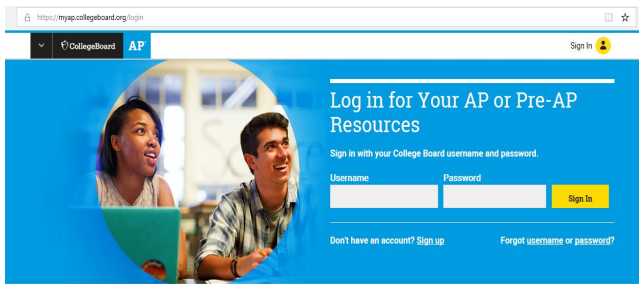 https://myap.collegeboard.org/login
CollegeBoard AP
Sign In
Log in for Your AP or Pre-AP
Resources
Sign in with your College Board username and password.
Username Password
Sign In
Don't have an account? Sign up Forgot username or password?